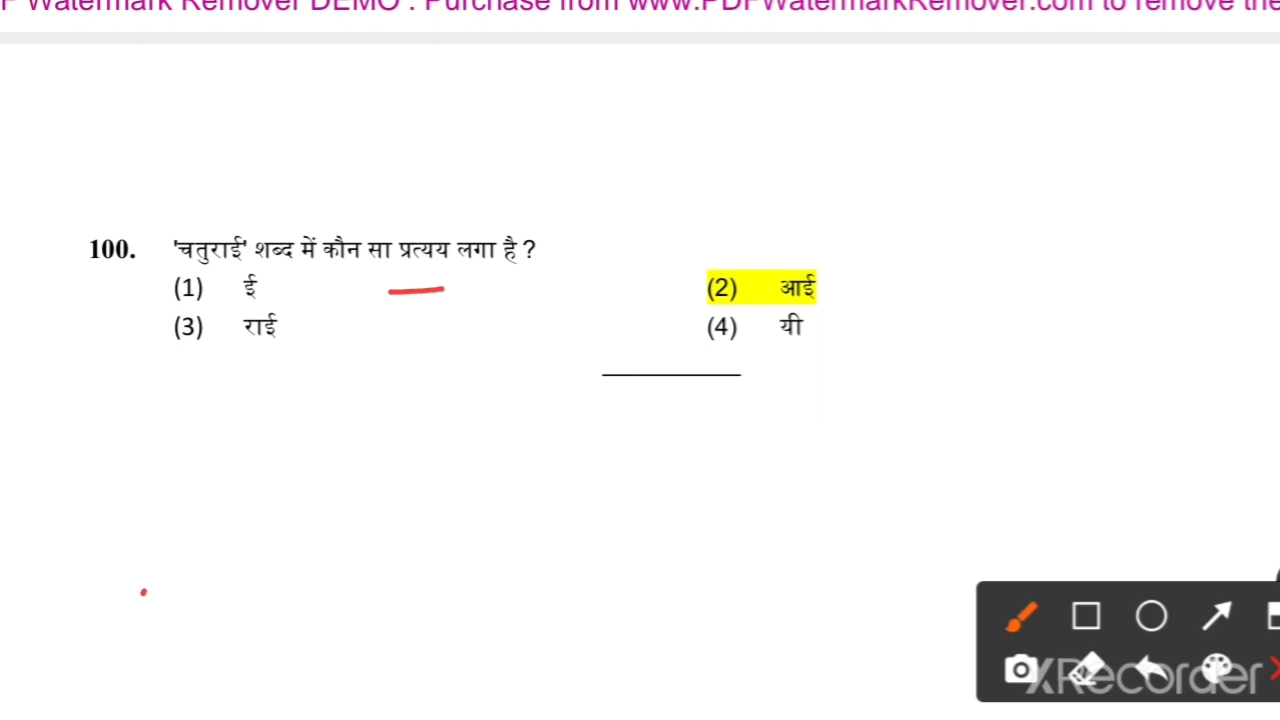 F Watermark Remover DEMO : Purchase from www.PDFWatermarkRemover.com to remove the
100. 'चतुराई' शब्द में कौन सा प्रत्यय लगा है ?
(1) ई (2) आई
(3) राई (4) यी
XRecorder